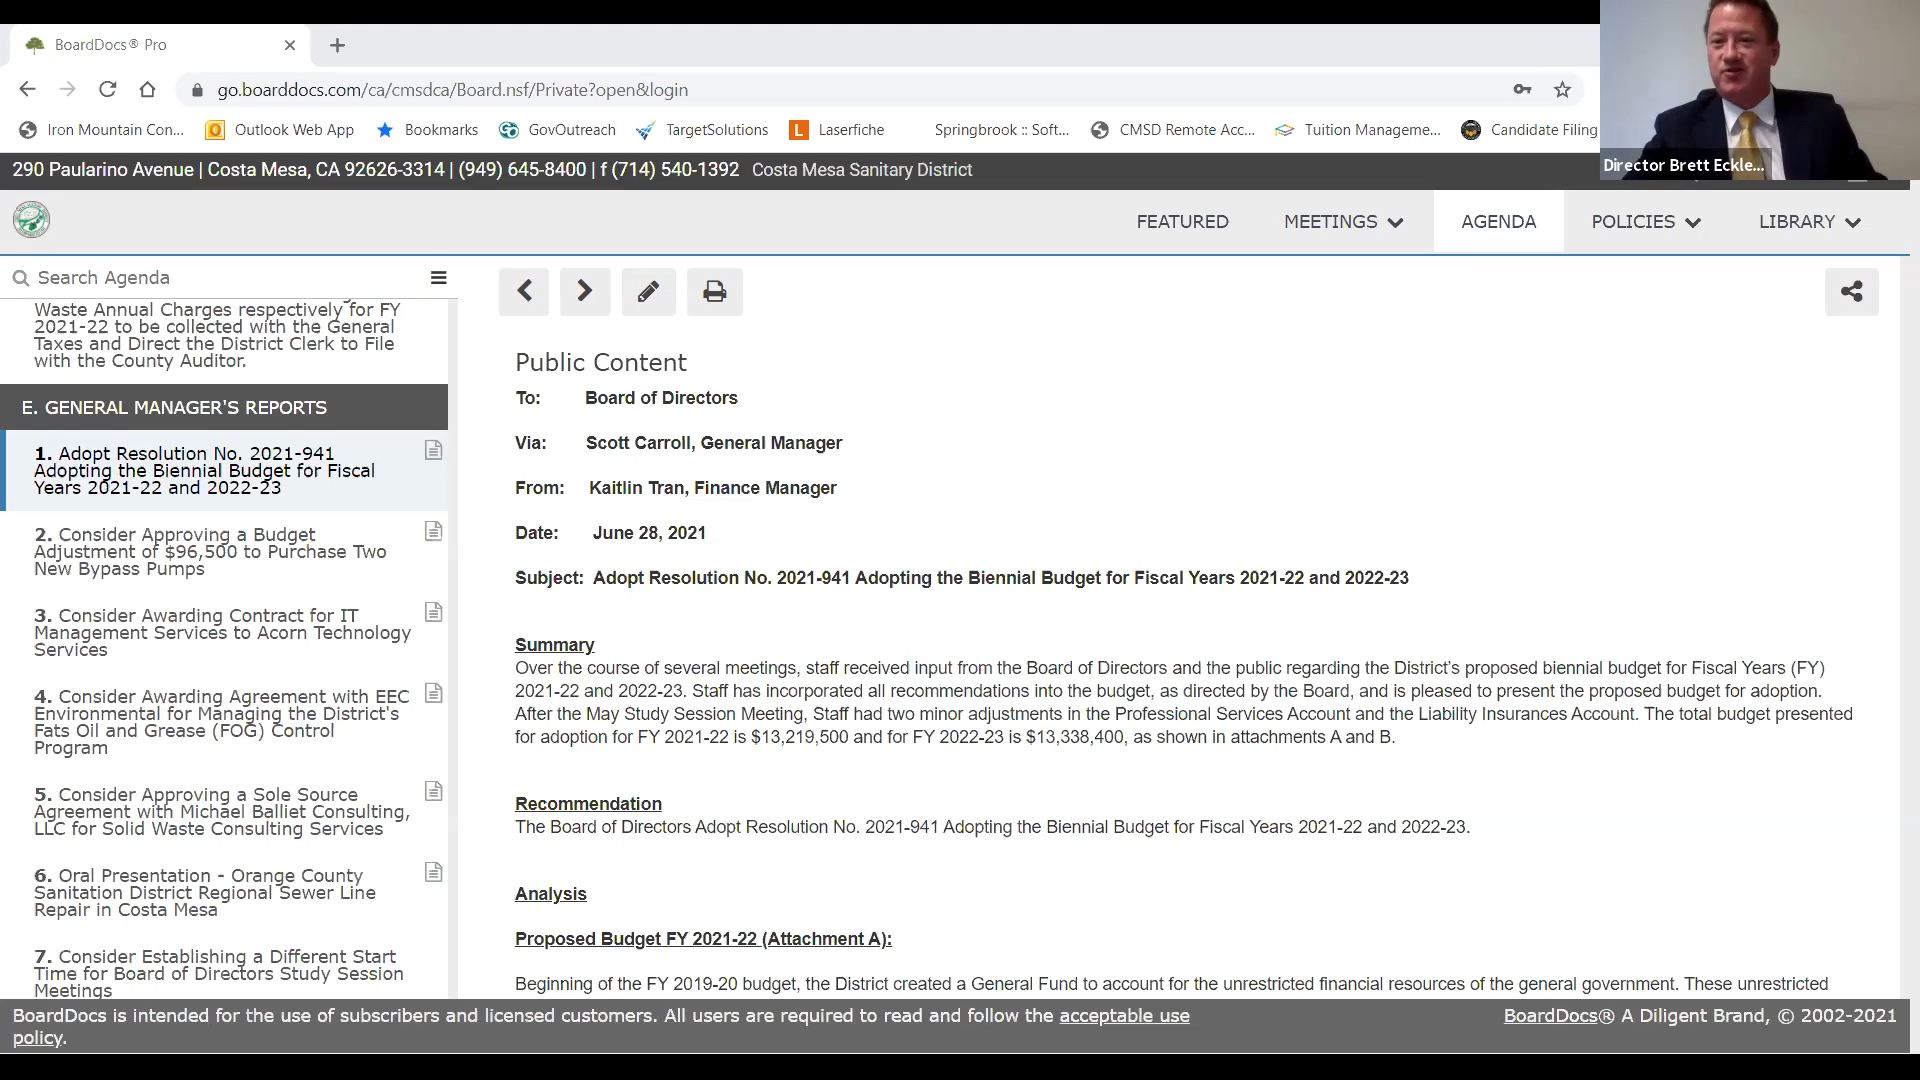 BoardDocs® Pro
go.boarddocs.com/ca/cmsdca/Board.nsf/Private?open&login
Iron Mountain Con... Outlook Web App Bookmarks GovOutreach TargetSolutions Laserfiche Springbrook :: Soft... CMSD Remote Acc... Tuition Manageme... Candidate Filing
Director Brett Eckle...
290 Paularino Avenue | Costa Mesa, CA 92626-3314 | (949) 645-8400 | f (714) 540-1392 Costa Mesa Sanitary District
FEATURED MEETINGS AGENDA POLICIES LIBRARY
Search Agenda
Waste Annual Charges respectively for FY
2021-22 to be collected with the General
Taxes and Direct the District Clerk to File
with the County Auditor.
E. GENERAL MANAGER'S REPORTS
1. Adopt Resolution No. 2021-941
Adopting the Biennial Budget for Fiscal
Years 2021-22 and 2022-23
2. Consider Approving a Budget
Adjustment of $96,500 to Purchase Two
New Bypass Pumps
3. Consider Awarding Contract for IT
Management Services to Acorn Technology
Services
4. Consider Awarding Agreement with EEC
Environmental for Managing the District's
Fats Oil and Grease (FOG) Control
Program
5. Consider Approving a Sole Source
Agreement with Michael Balliet Consulting,
LLC for Solid Waste Consulting Services
6. Oral Presentation - Orange County
Sanitation District Regional Sewer Line
Repair in Costa Mesa
7. Consider Establishing a Different Start
Time for Board of Directors Study Session
Meetings
Public Content
To: Board of Directors
Via: Scott Carroll, General Manager
From: Kaitlin Tran, Finance Manager
Date: June 28, 2021
Subject: Adopt Resolution No. 2021-941 Adopting the Biennial Budget for Fiscal Years 2021-22 and 2022-23
Summary
Over the course of several meetings, staff received input from the Board of Directors and the public regarding the District's proposed biennial budget for Fiscal Years (FY)
2021-22 and 2022-23. Staff has incorporated all recommendations into the budget, as directed by the Board, and is pleased to present the proposed budget for adoption.
After the May Study Session Meeting, Staff had two minor adjustments in the Professional Services Account and the Liability Insurances Account. The total budget presented
for adoption for FY 2021-22 is $13,219,500 and for FY 2022-23 is $13,338,400, as shown in attachments A and B.
Recommendation
The Board of Directors Adopt Resolution No. 2021-941 Adopting the Biennial Budget for Fiscal Years 2021-22 and 2022-23.
Analysis
Proposed Budget FY 2021-22 (Attachment A):
Beginning of the FY 2019-20 budget, the District created a General Fund to account for the unrestricted financial resources of the general government. These unrestricted
BoardDocs is intended for the use of subscribers and licensed customers. All users are required to read and follow the acceptable use
policy.
BoardDocs® A Diligent Brand, © 2002-2021